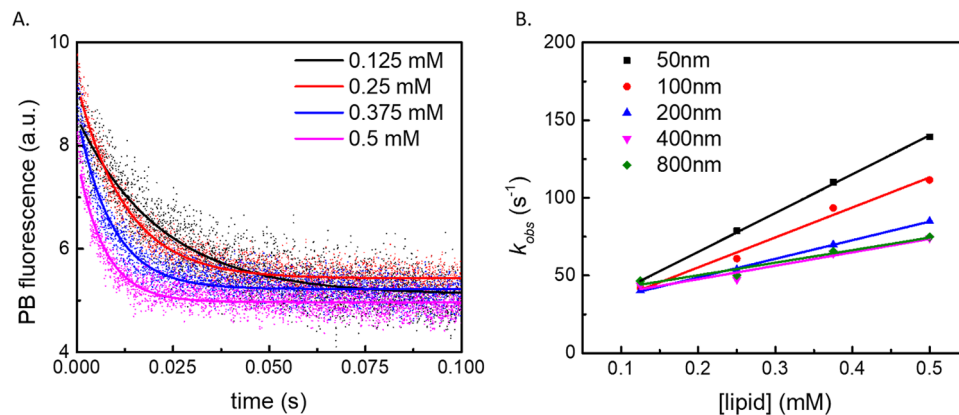 A.
PB fluorescence (a.u.)
10
8
6
4
0.000
0.025
0.050
0.075
0.100
time (s)
0.125 mM
0.25 mM
0.375 mM
0.5 mM
B.
kobs (s-1)
200
150
100
50
0
0.1
0.2
0.3
0.4
0.5
[lipid] (mM)
50nm
100nm
200nm
400nm
800nm